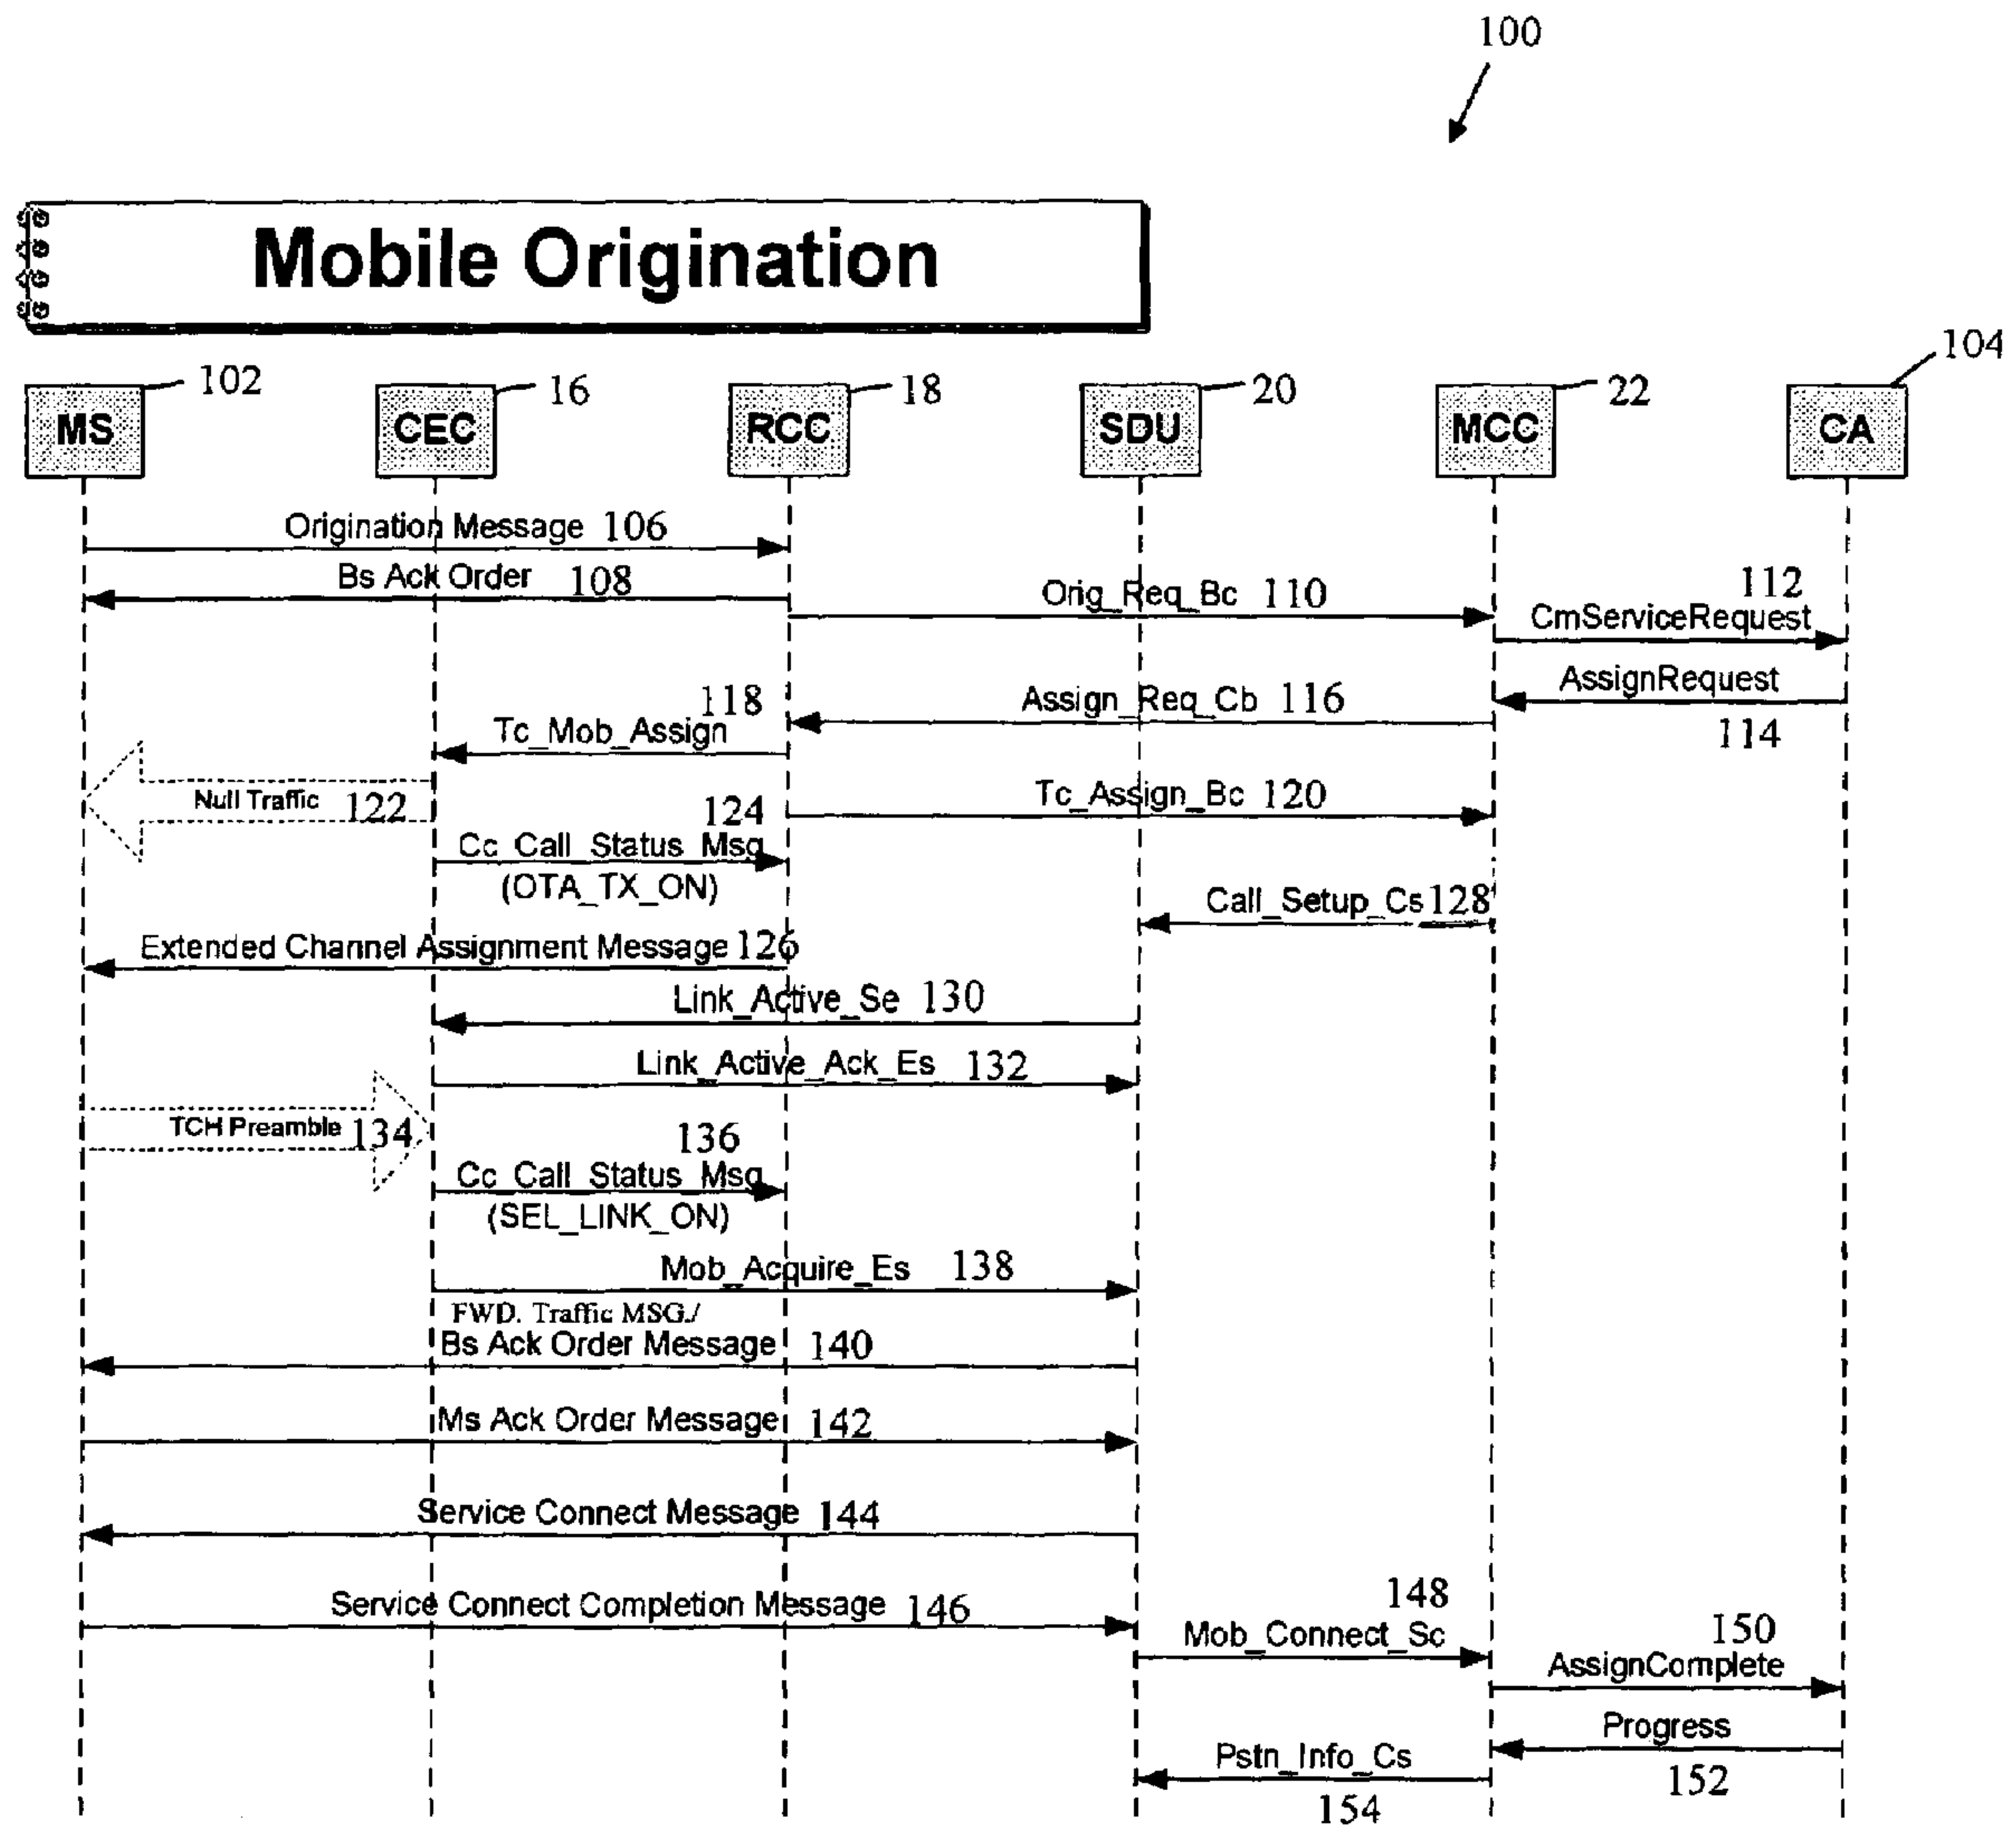 100
Mobile Origination
102 16 18 20 22 104
MS CEC RCC SDU MCC CA
Origination Message 106
Bs Ack Order 108
Orig_Req_Bc 110
112
CmServiceRequest
AssignRequest
114
Assign_Req_Cb 116
118
Tc_Mob_Assign
Null Traffic 122
Tc_Assign_Bc 120
124
Cc_Call_Status_Msg
(OTA_TX_ON)
Call_Setup_Cs 128
Extended Channel Assignment Message 126
Link_Active_Se 130
Link_Active_Ack_Es 132
TCH Preamble 134
136
Cc_Call_Status_Msg
(SEL_LINK_ON)
Mob_Acquire_Es 138
FWD. Traffic MSG./
Bs Ack Order Message 140
Ms Ack Order Message 142
Service Connect Message 144
Service Connect Completion Message 146
148
Mob_Connect_Sc
150
AssignComplete
Progress
152
Pstn_Info_Cs
154